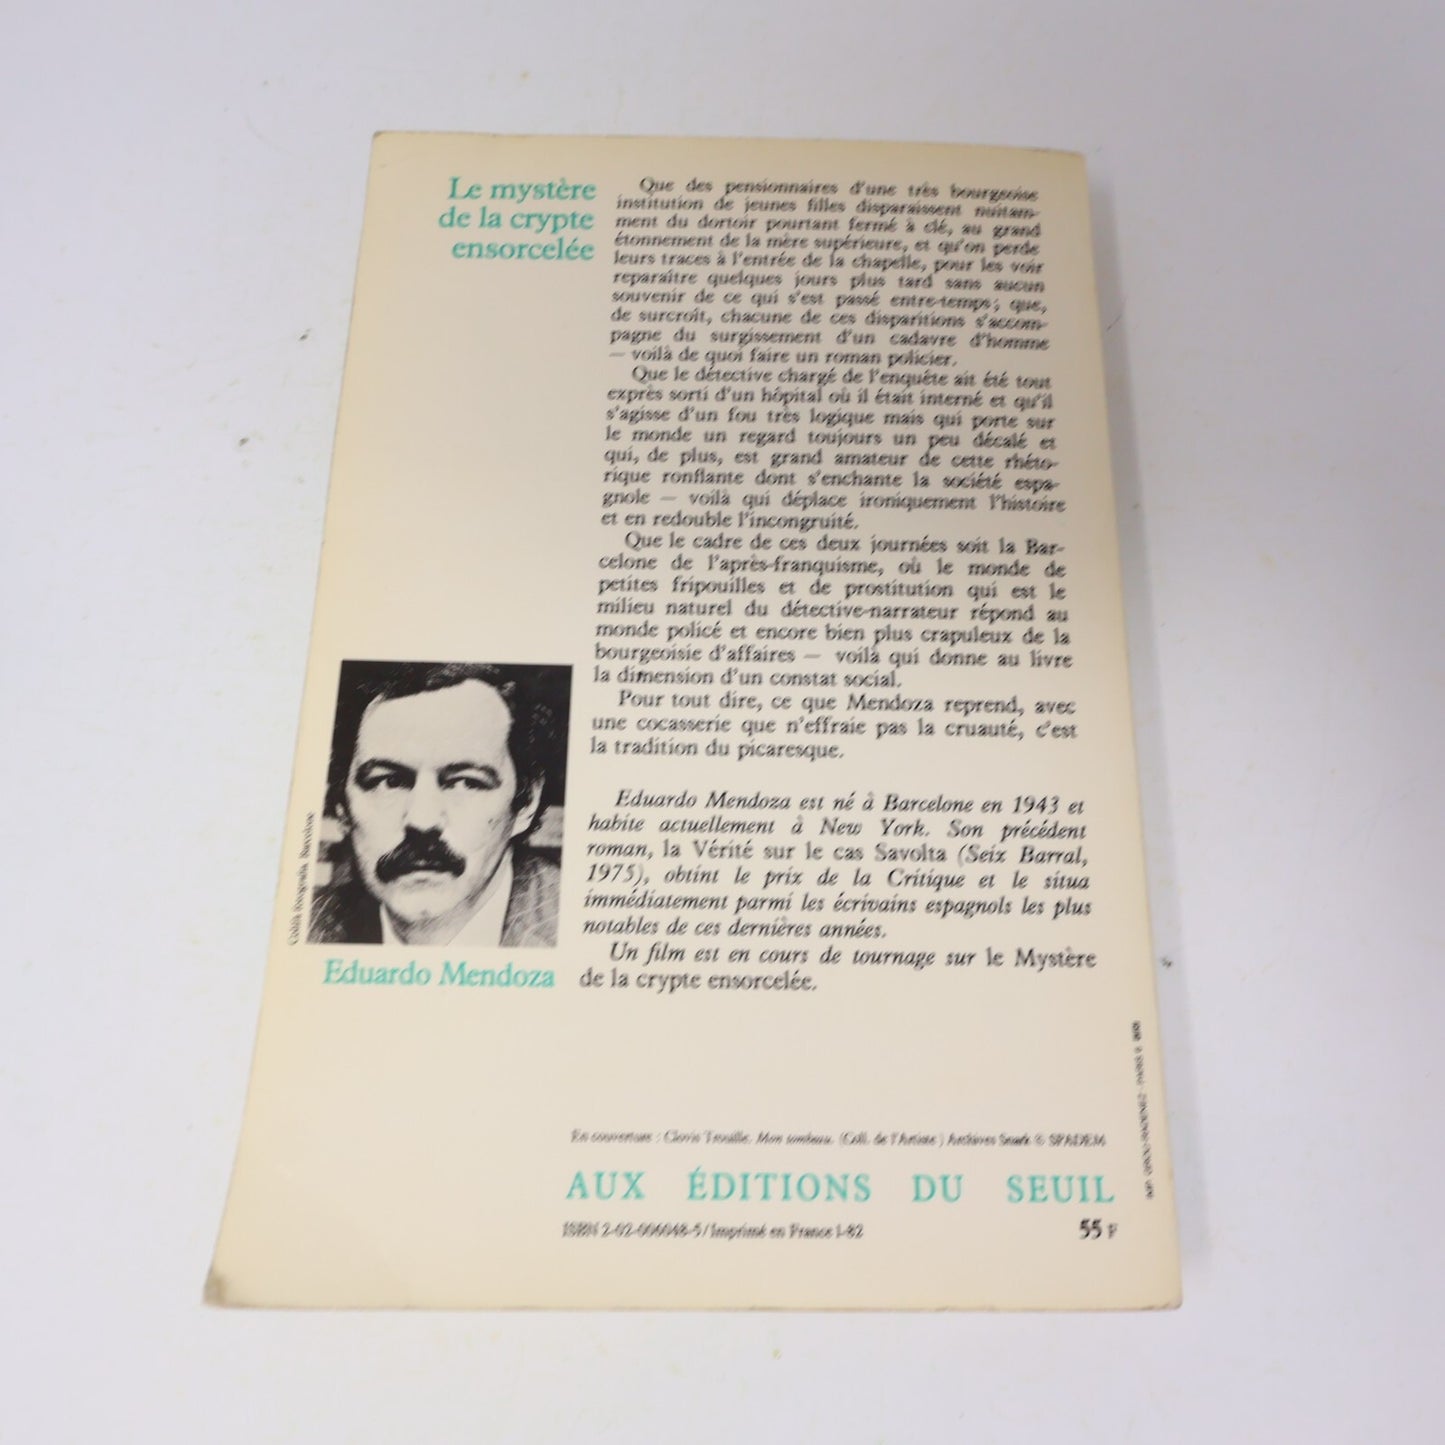 Le mystère
de la crypte
ensorcelée
Que des pensionnaires d'une très bourgeoise
institution de jeunes filles disparaissent nuitam-
ment du dortoir pourtant fermé à clé, au grand
étonnement de la mère supérieure, et qu'on perde
leurs traces à l'entrée de la chapelle, pour les voir
reparaître quelques jours plus tard sans aucun
souvenir de ce qui s'est passé entre-temps; que,
de surcroît, chacune de ces disparitions s'accom-
pagne du surgissement d'un cadavre d'homme
— voilà de quoi faire un roman policier.
Que le détective chargé de l'enquête ait été tout
exprès sorti d'un hôpital où il était interné et qu'il
s'agisse d'un fou très logique mais qui porte sur
le monde un regard toujours un peu décalé et
qui, de plus, est grand amateur de cette rhéto-
rique ronflante dont s'enchante la société espa-
gnole — voilà qui déplace ironiquement l'histoire
et en redouble l'incongruité.
Que le cadre de ces deux journées soit la Bar-
celone de l'après-franquisme, où le monde de
petites fripouilles et de prostitution qui est le
milieu naturel du détective-narrateur répond au
monde policé et encore bien plus crapuleux de la
bourgeoisie d'affaires — voilà qui donne au livre
la dimension d'un constat social.
Pour tout dire, ce que Mendoza reprend, avec
une cocasserie que n'effraie pas la cruauté, c'est
la tradition du picaresque.
Eduardo Mendoza est né à Barcelone en 1943 et
habite actuellement à New York. Son précédent
roman, la Vérité sur le cas Savolta (Seix Barral,
1975), obtint le prix de la Critique et le situa
immédiatement parmi les écrivains espagnols les plus
notables de ces dernières années.
Un film est en cours de tournage sur le Mystère
de la crypte ensorcelée.
Eduardo Mendoza
En couverture : Clovis Trouille. Mon tombeau. (Coll. de l'Artiste) Archives Snark © SPADEM
AUX ÉDITIONS DU SEUIL
ISBN 2-02-006048-5/Imprimé en France 1-82
55 F